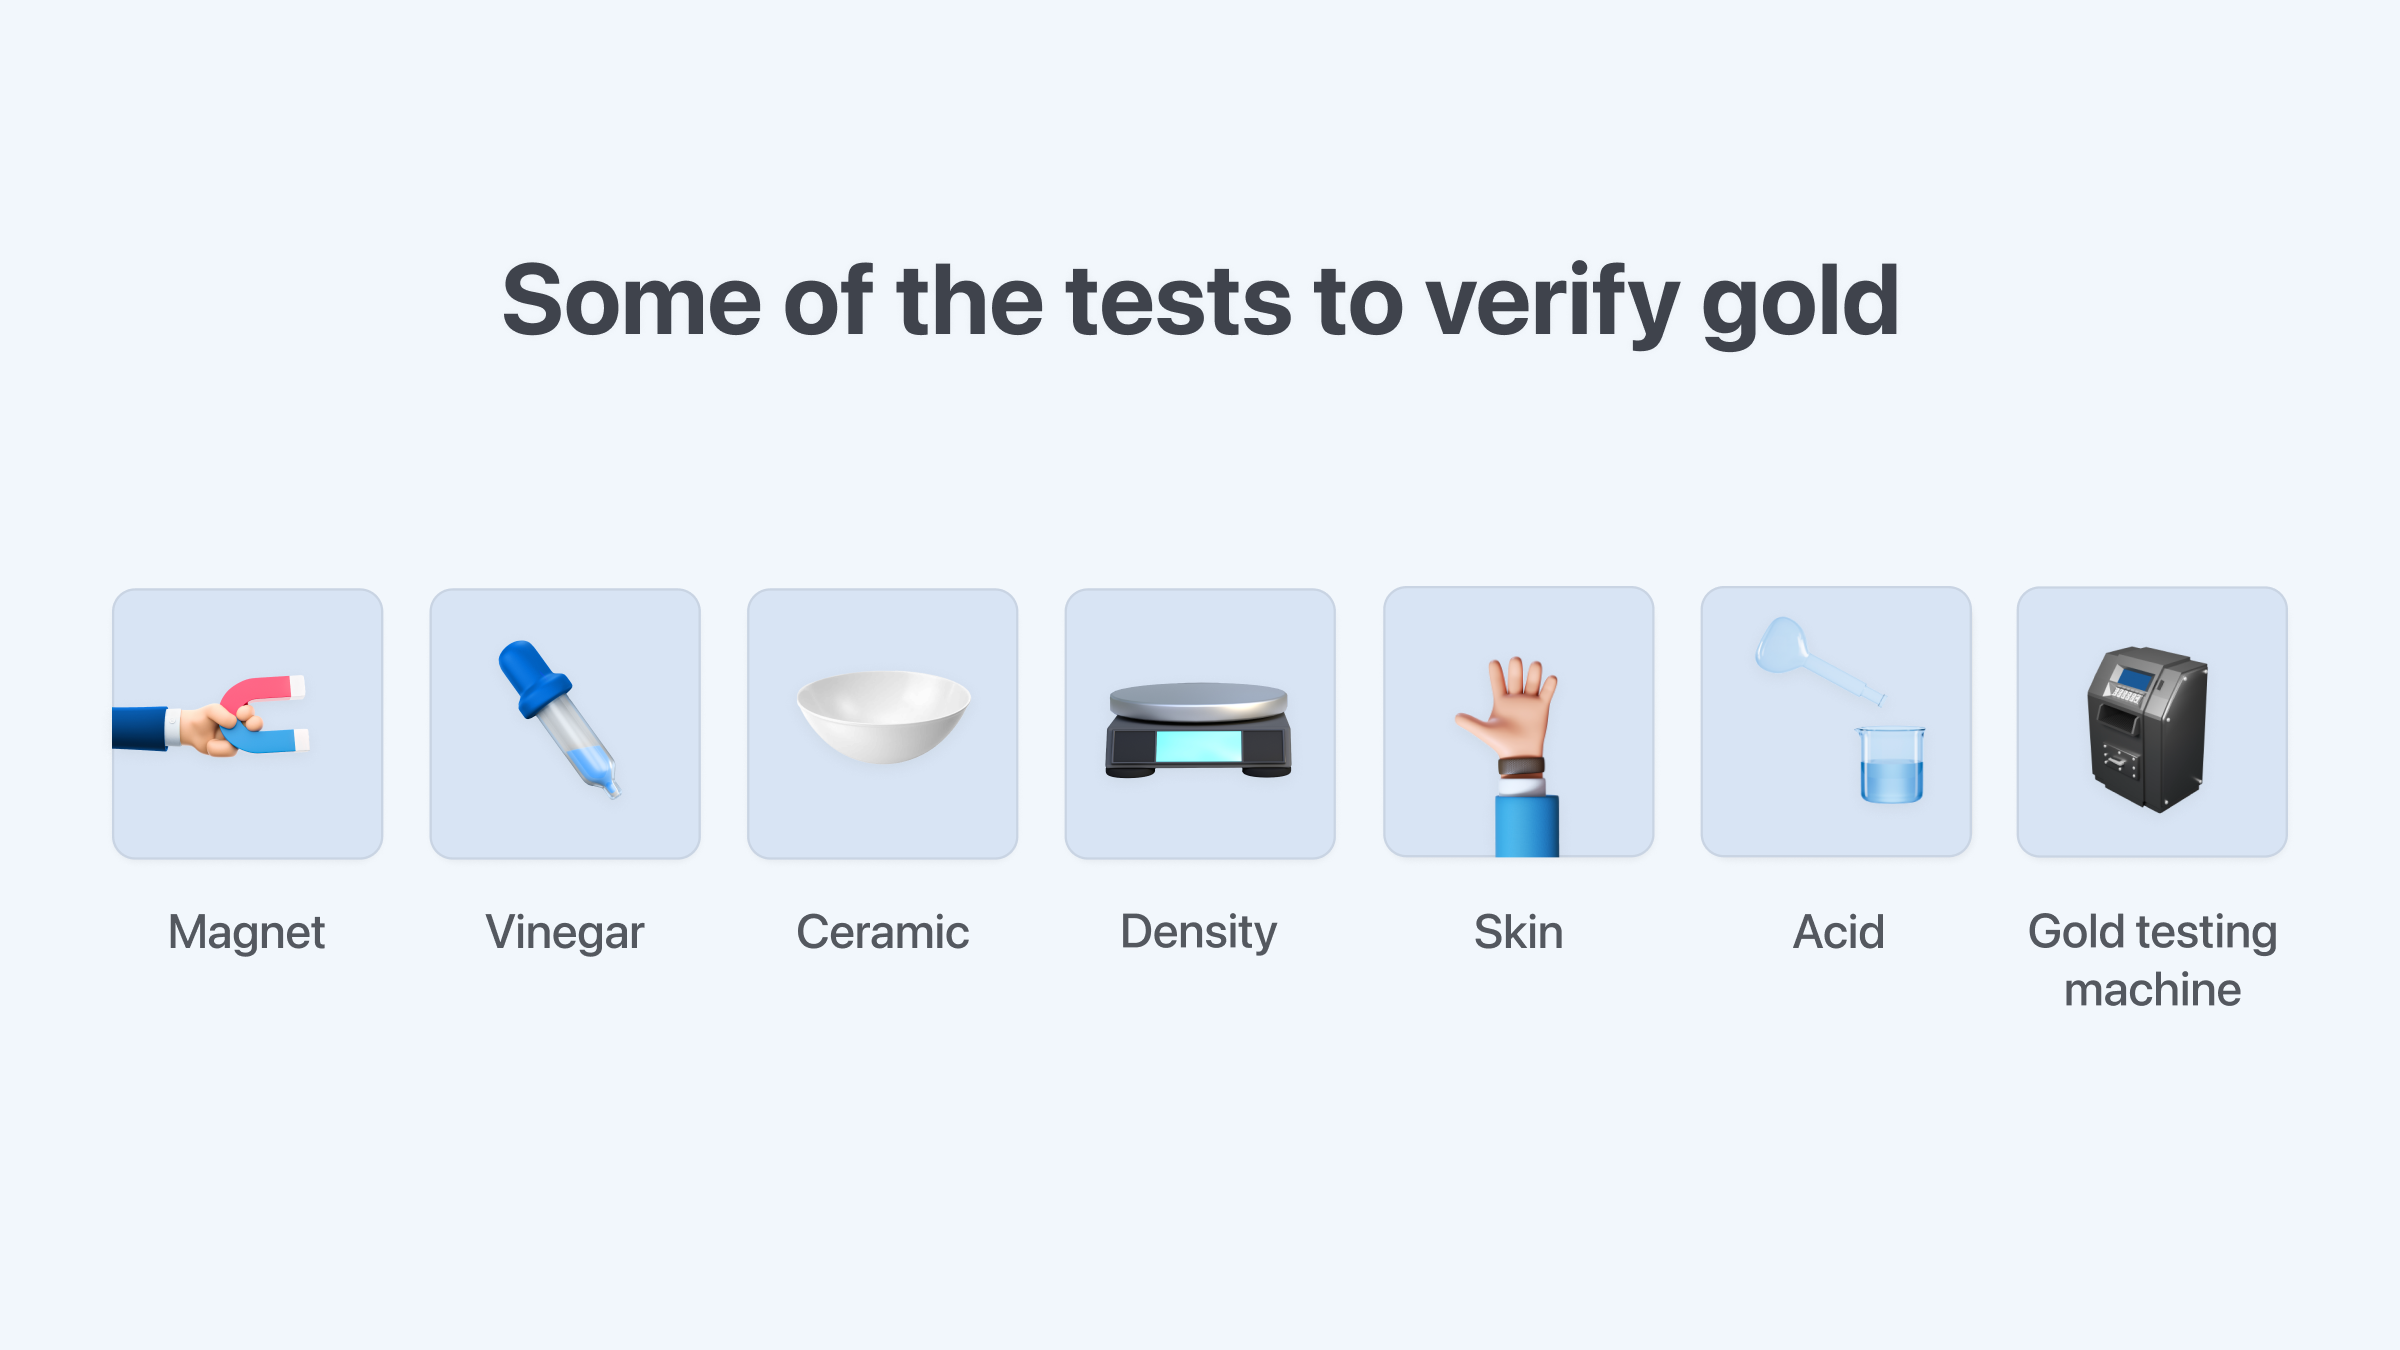 Some of the tests to verify gold
Magnet
Vinegar
Ceramic
Density
Skin
Acid
Gold testing
machine